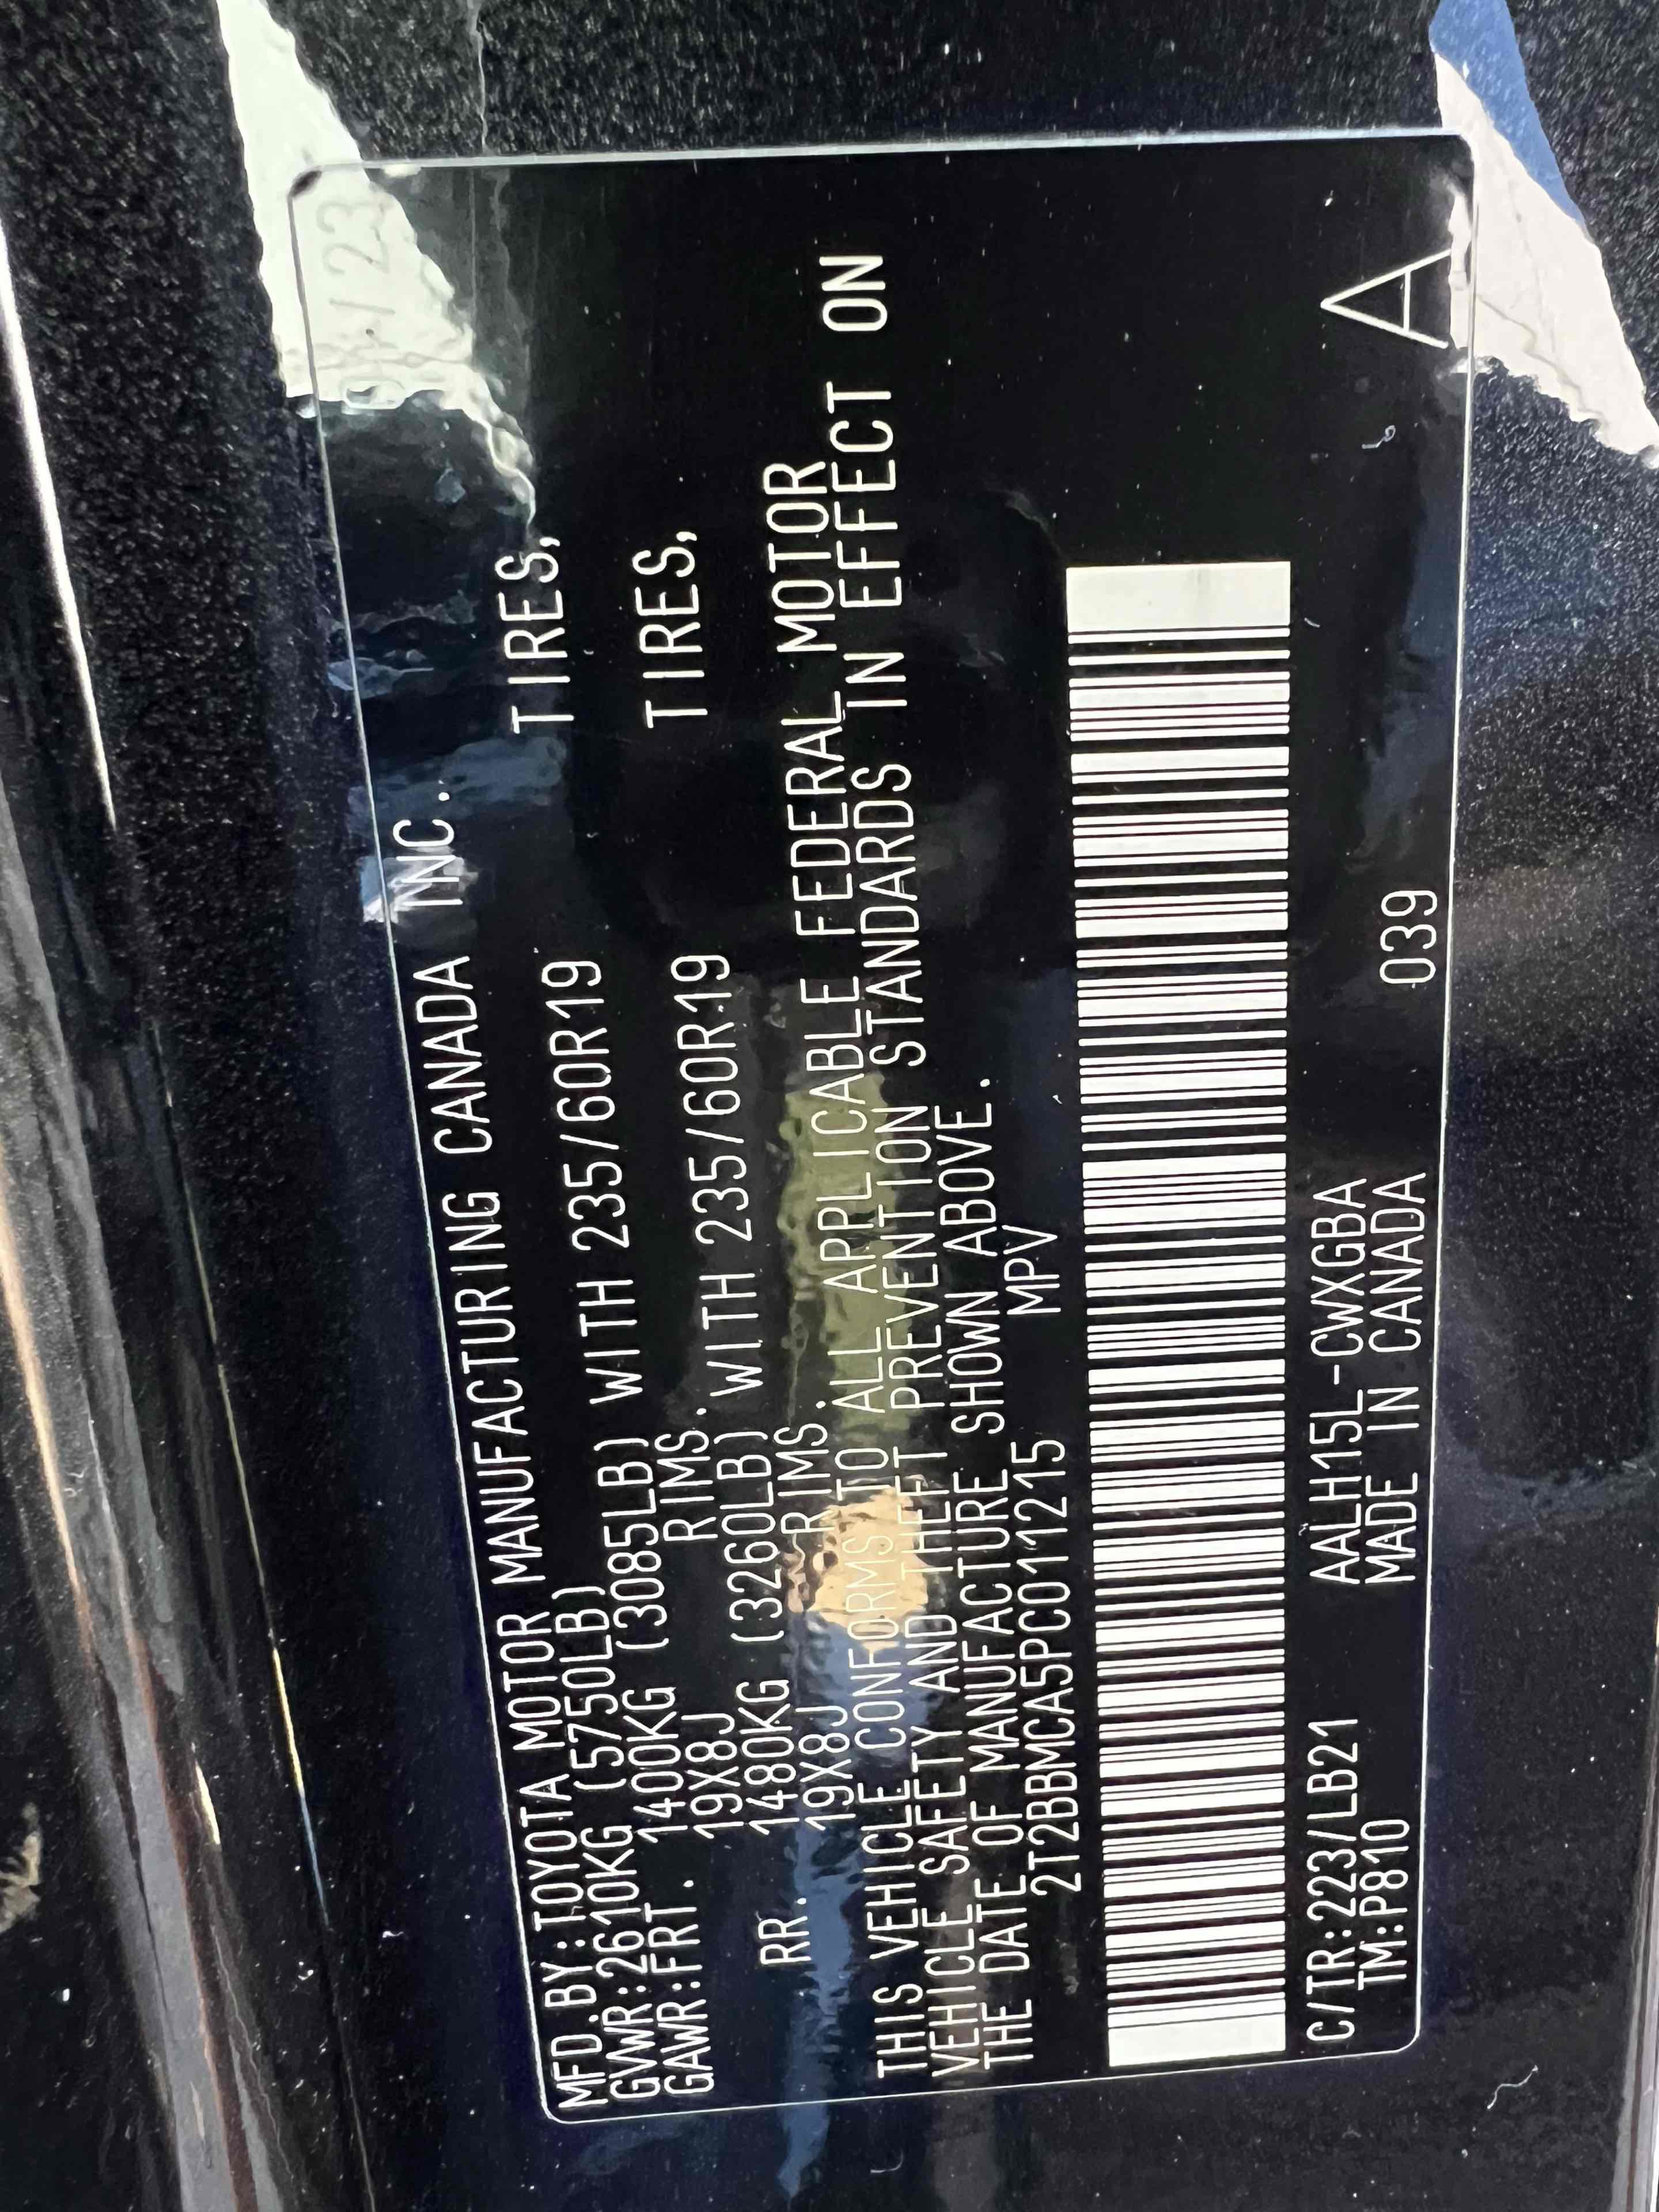 MFD.BY:TOYOTA MOTOR MANUFACTURING CANADA INC. 08/23
GVWR:2610KG (5750LB)
GAWR:FRT. 1400KG (3085LB) WITH 235/60R19 TIRES,
19X8J RIMS.
RR. 1480KG (3260LB) WITH 235/60R19 TIRES,
19X8J RIMS.
THIS VEHICLE CONFORMS TO ALL APPLICABLE FEDERAL MOTOR
VEHICLE SAFETY AND THEFT PREVENTION STANDARDS IN EFFECT ON
THE DATE OF MANUFACTURE SHOWN ABOVE.
2T2BBMCA5PC011215 MPV
C/TR:223/LB21 AALH15L-CWXGBA
TM:P810 MADE IN CANADA 039 A